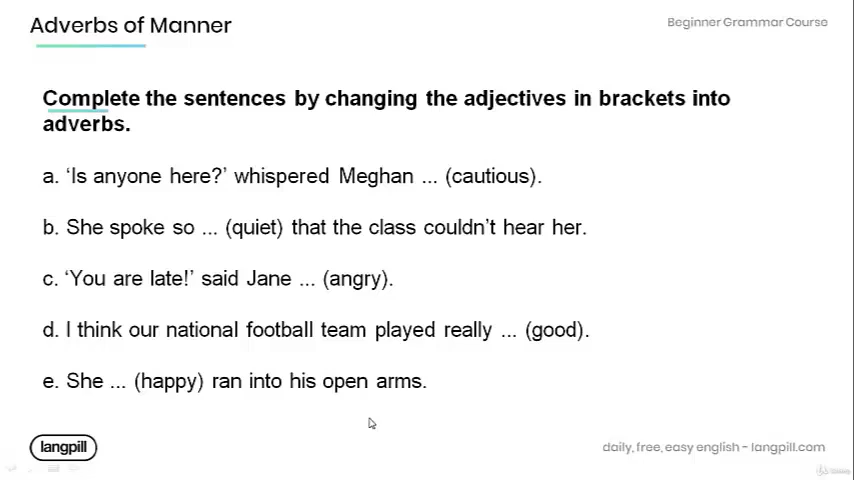 Adverbs of Manner
Beginner Grammar Course
Complete the sentences by changing the adjectives in brackets into
adverbs.
a. ‘Is anyone here?’ whispered Meghan ... (cautious).
b. She spoke so ... (quiet) that the class couldn’t hear her.
c. ‘You are late!’ said Jane ... (angry).
d. I think our national football team played really ... (good).
e. She ... (happy) ran into his open arms.
langpill
daily, free, easy english - langpill.com
Udemy